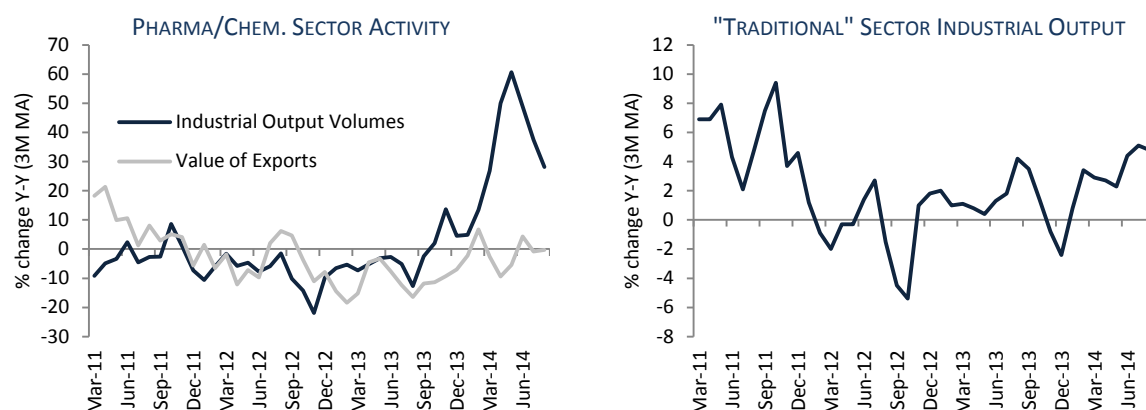 PHARMA/CHEM. SECTOR ACTIVITY
% change Y-Y (3M MA)
70
60
50
40
30
20
10
0
-10
-20
-30
Industrial Output Volumes
Value of Exports
Mar-11
Jun-11
Sep-11
Dec-11
Mar-12
Jun-12
Sep-12
Dec-12
Mar-13
Jun-13
Sep-13
Dec-13
Mar-14
Jun-14
"TRADITIONAL" SECTOR INDUSTRIAL OUTPUT
% change Y-Y (3M MA)
12
10
8
6
4
2
0
-2
-4
-6
-8
Mar-11
Jun-11
Sep-11
Dec-11
Mar-12
Jun-12
Sep-12
Dec-12
Mar-13
Jun-13
Sep-13
Dec-13
Mar-14
Jun-14